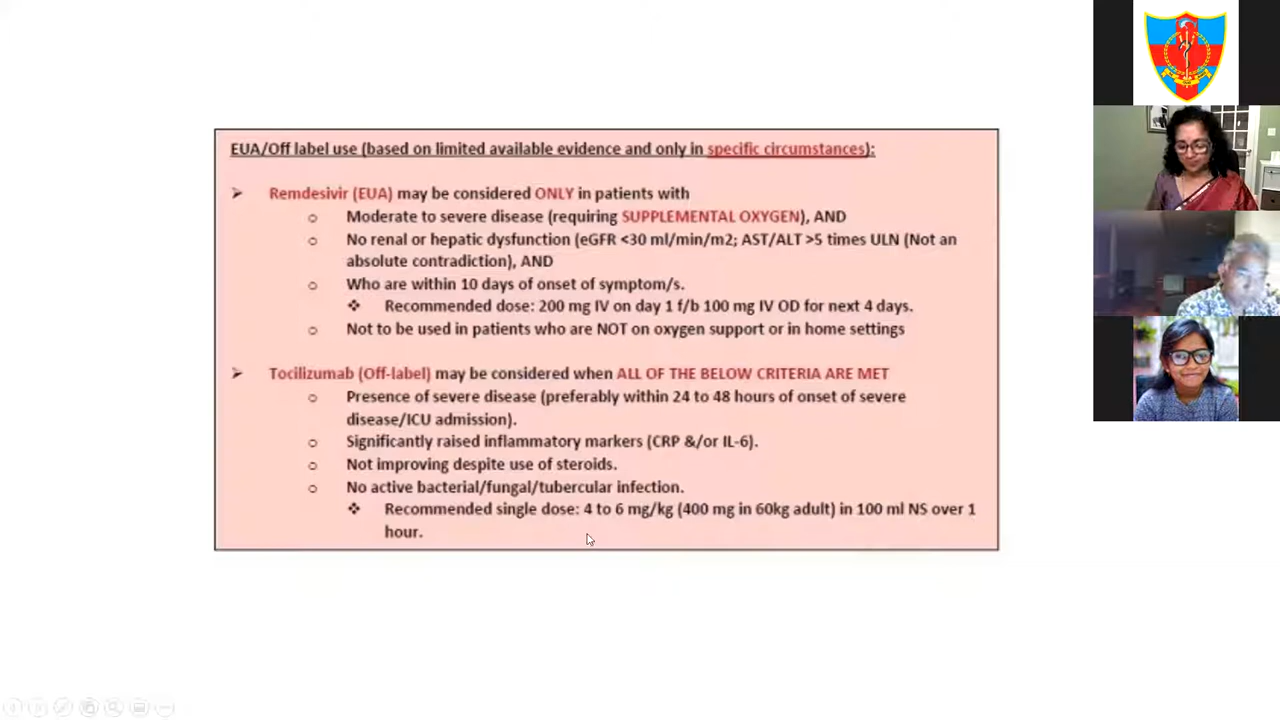 EUA/Off label use (based on limited available evidence and only in specific circumstances):
➢ Remdesivir (EUA) may be considered ONLY in patients with
o Moderate to severe disease (requiring SUPPLEMENTAL OXYGEN), AND
o No renal or hepatic dysfunction (eGFR <30 ml/min/m2; AST/ALT >5 times ULN (Not an
absolute contradiction), AND
o Who are within 10 days of onset of symptom/s.
❖ Recommended dose: 200 mg IV on day 1 f/b 100 mg IV OD for next 4 days.
o Not to be used in patients who are NOT on oxygen support or in home settings
➢ Tocilizumab (Off-label) may be considered when ALL OF THE BELOW CRITERIA ARE MET
o Presence of severe disease (preferably within 24 to 48 hours of onset of severe
disease/ICU admission).
o Significantly raised inflammatory markers (CRP &/or IL-6).
o Not improving despite use of steroids.
o No active bacterial/fungal/tubercular infection.
❖ Recommended single dose: 4 to 6 mg/kg (400 mg in 60kg adult) in 100 ml NS over 1
hour.